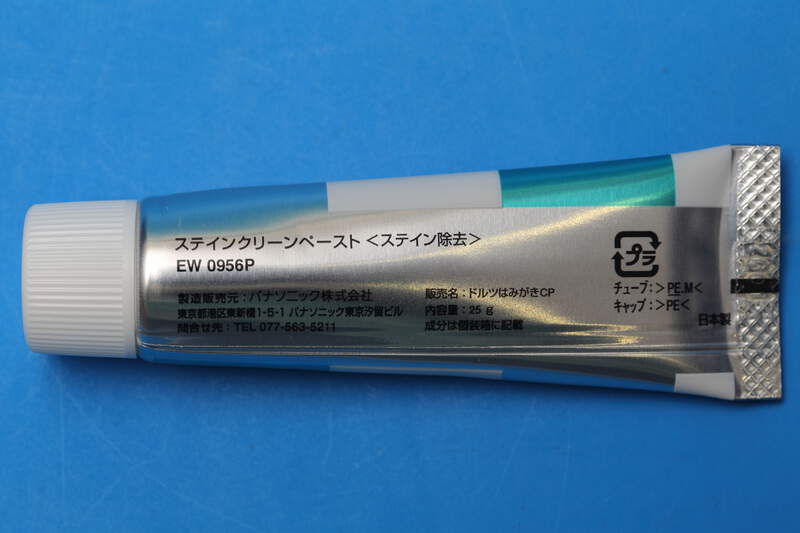 ステインクリーンペースト＜ステイン除去＞
EW 0956P
製造販売元：パナソニック株式会社
東京都港区東新橋1-5-1 パナソニック東京汐留ビル
問合せ先：TEL 077-563-5211
販売名：ドルツはみがきCP
内容量：25 g
成分は個装箱に記載
プラ
チューブ：＞PE,M＜
キャップ：＞PE＜
日本製